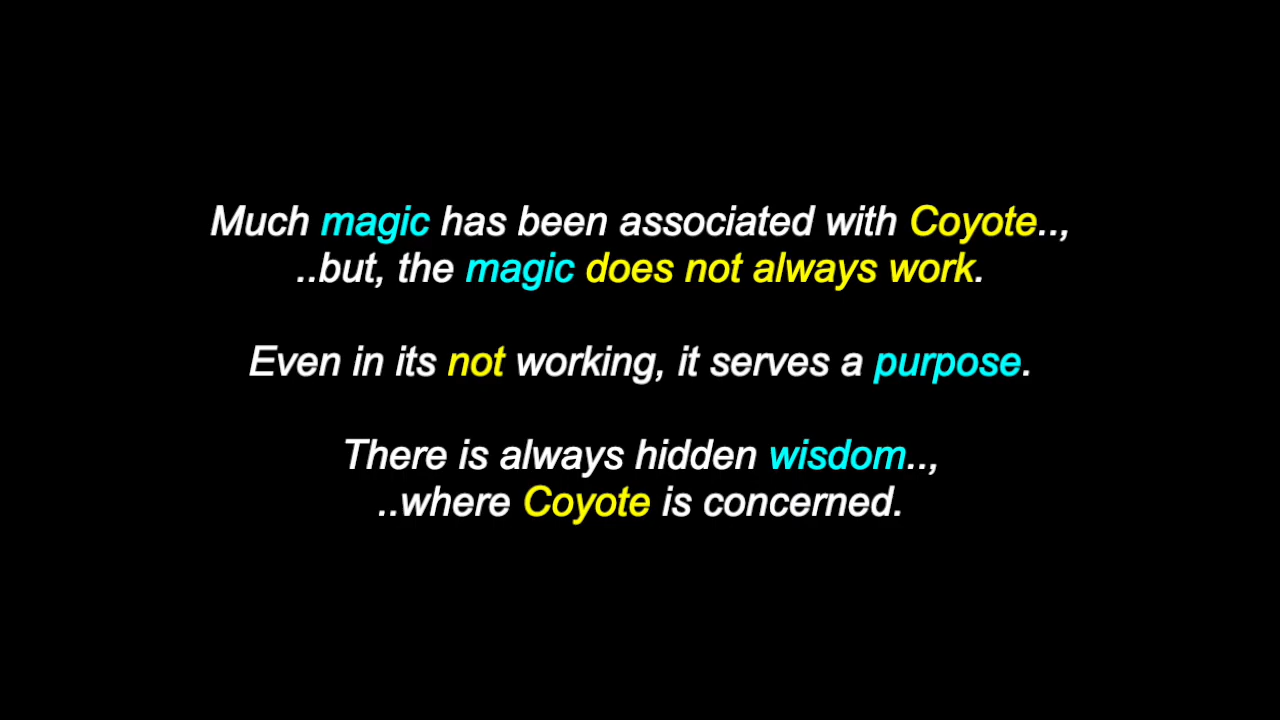 Much magic has been associated with Coyote..,
..but, the magic does not always work.
Even in its not working, it serves a purpose.
There is always hidden wisdom..,
..where Coyote is concerned.